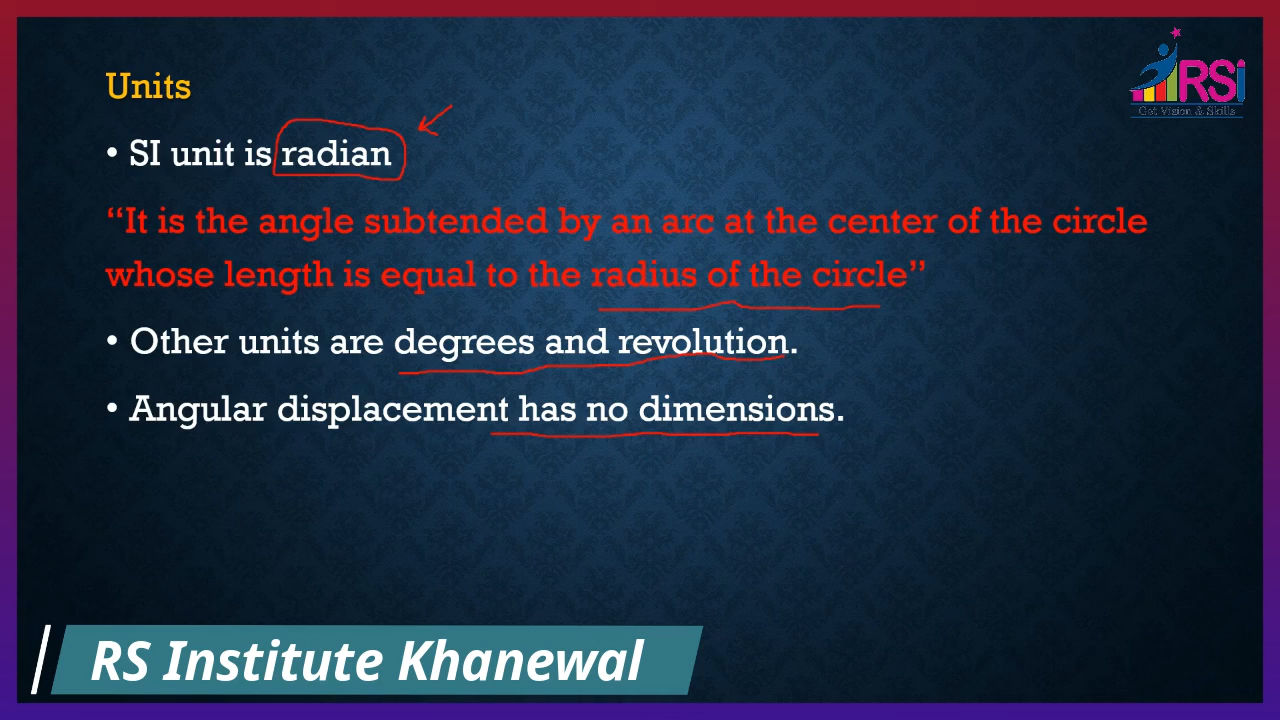 Units
• SI unit is radian
“It is the angle subtended by an arc at the center of the circle
whose length is equal to the radius of the circle”
• Other units are degrees and revolution.
• Angular displacement has no dimensions.
RSi
Get Vision & Skills
RS Institute Khanewal